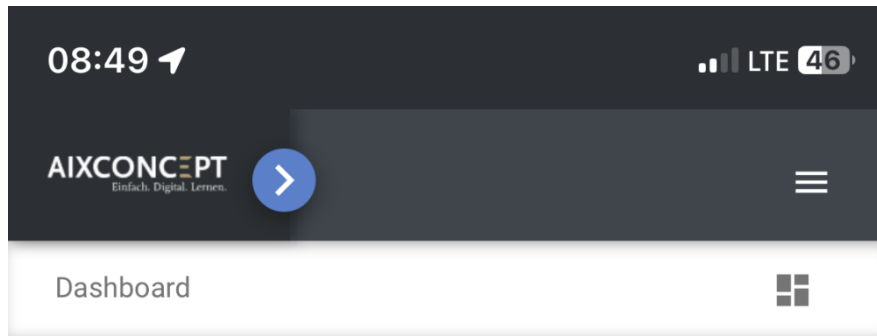 08:49
LTE 46
AIXCONCEPT
Einfach. Digital. Lernen.
Dashboard